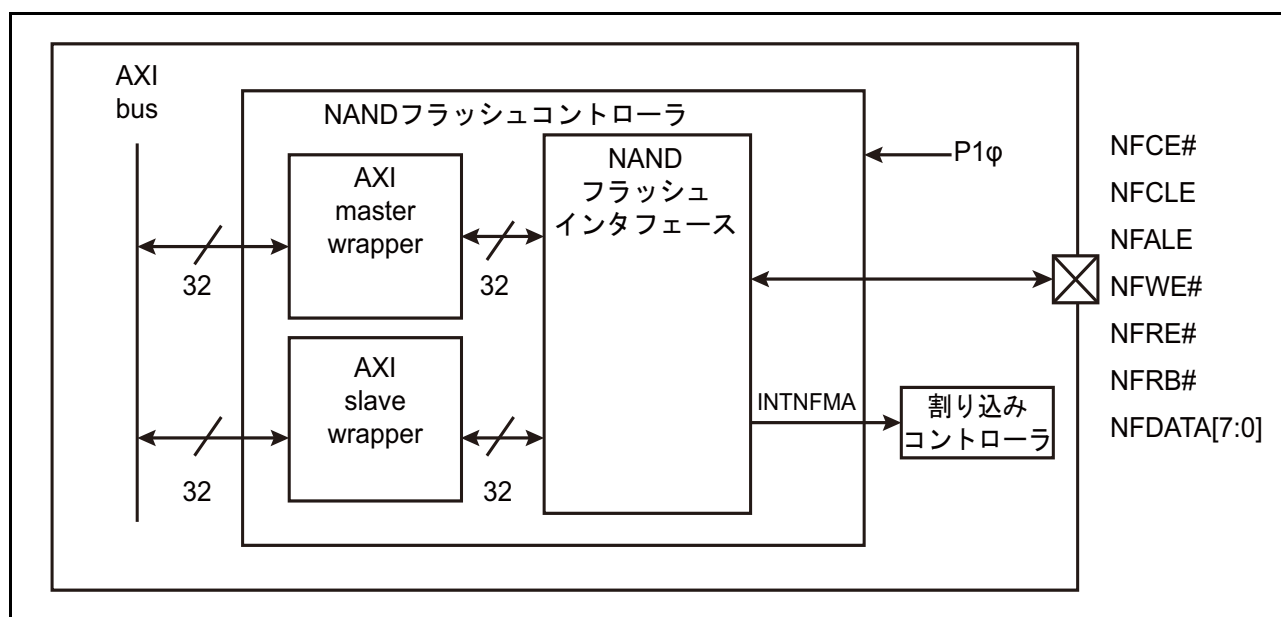 AXI
bus
NANDフラッシュコントローラ
AXI
master
wrapper
32
32
AXI
slave
wrapper
32
32
NAND
フラッシュ
インタフェース
P1φ
INTNFMA
割り込み
コントローラ
NFCE#
NFCLE
NFALE
NFWE#
NFRE#
NFRB#
NFDATA[7:0]